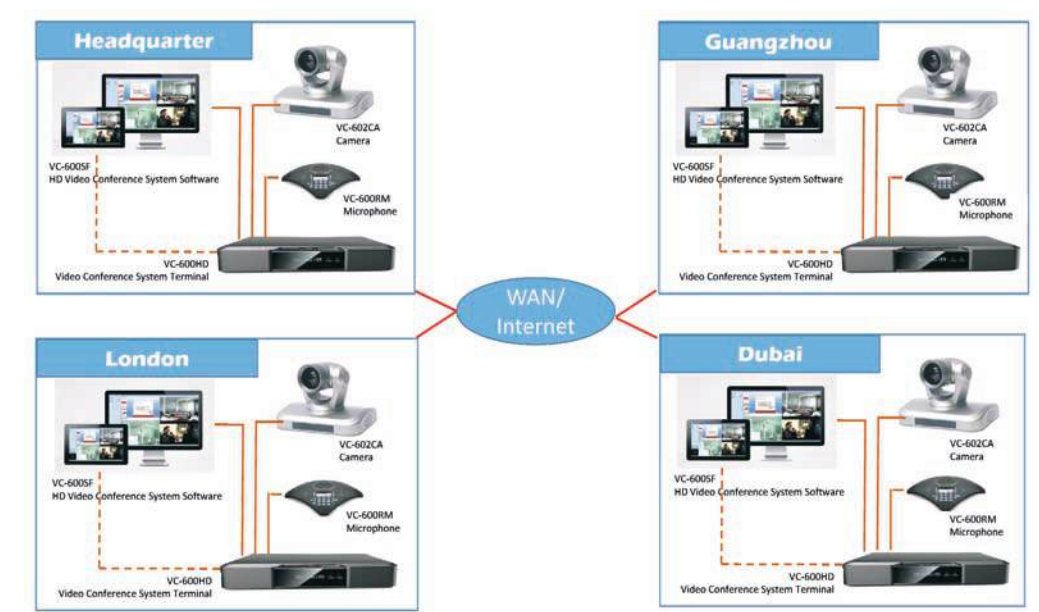 Headquarter
VC-602CA
Camera
VC-600SF
HD Video Conference System Software
VC-600RM
Microphone
VC-600HD
Video Conference System Terminal
Guangzhou
VC-602CA
Camera
VC-600SF
HD Video Conference System Software
VC-600RM
Microphone
VC-600HD
Video Conference System Terminal
WAN/
Internet
London
VC-602CA
Camera
VC-600SF
HD Video Conference System Software
VC-600RM
Microphone
VC-600HD
Video Conference System Terminal
Dubai
VC-602CA
Camera
VC-600SF
HD Video Conference System Software
VC-600RM
Microphone
VC-600HD
Video Conference System Terminal